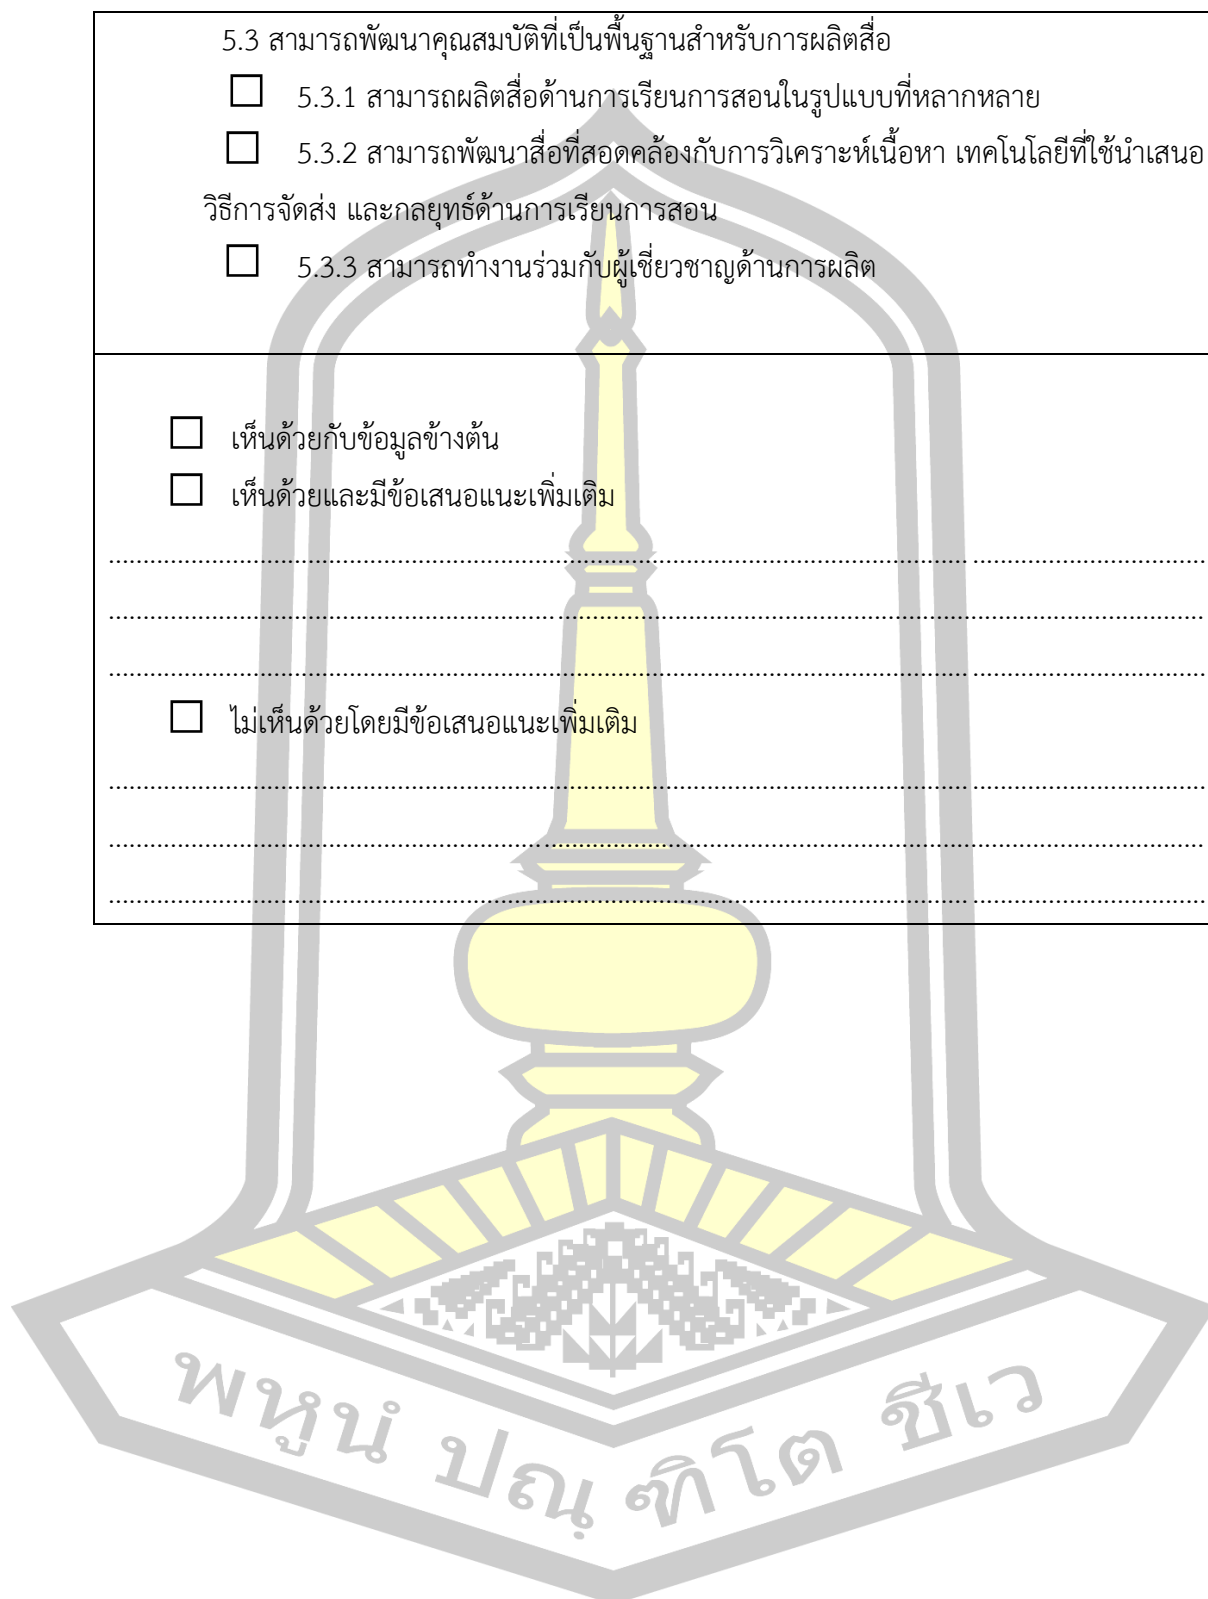 5.3 สามารถพัฒนาคุณสมบัติที่เป็นพื้นฐานสำหรับการผลิตสื่อ
☐ 5.3.1 สามารถผลิตสื่อด้านการเรียนการสอนในรูปแบบที่หลากหลาย
☐ 5.3.2 สามารถพัฒนาสื่อที่สอดคล้องกับการวิเคราะห์เนื้อหา เทคโนโลยีที่ใช้นำเสนอ
วิธีการจัดส่ง และกลยุทธ์ด้านการเรียนการสอน
☐ 5.3.3 สามารถทำงานร่วมกับผู้เชี่ยวชาญด้านการผลิต
☐ เห็นด้วยกับข้อมูลข้างต้น
☐ เห็นด้วยและมีข้อเสนอแนะเพิ่มเติม
................................................................................
................................................................................
................................................................................
☐ ไม่เห็นด้วยโดยมีข้อเสนอแนะเพิ่มเติม
................................................................................
................................................................................
................................................................................
พหูนํ ปณฺ ฑิโต ชีเว